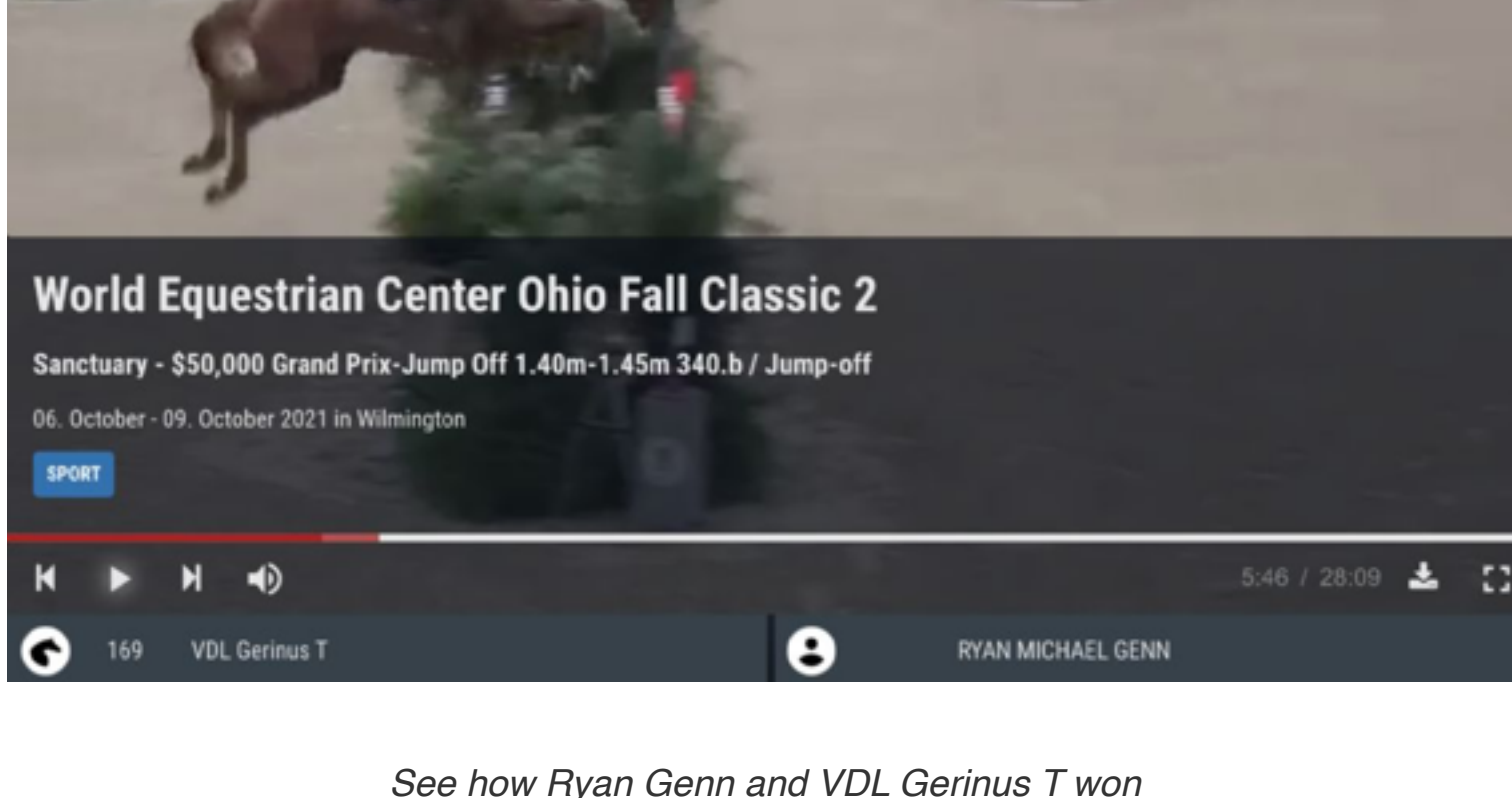 World Equestrian Center Ohio Fall Classic 2
Sanctuary - $50,000 Grand Prix-Jump Off 1.40m-1.45m 340.b / Jump-off
06. October - 09. October 2021 in Wilmington
SPORT
5:46 / 28:09
169 VDL Gerinus T RYAN MICHAEL GENN
See how Ryan Genn and VDL Gerinus T won